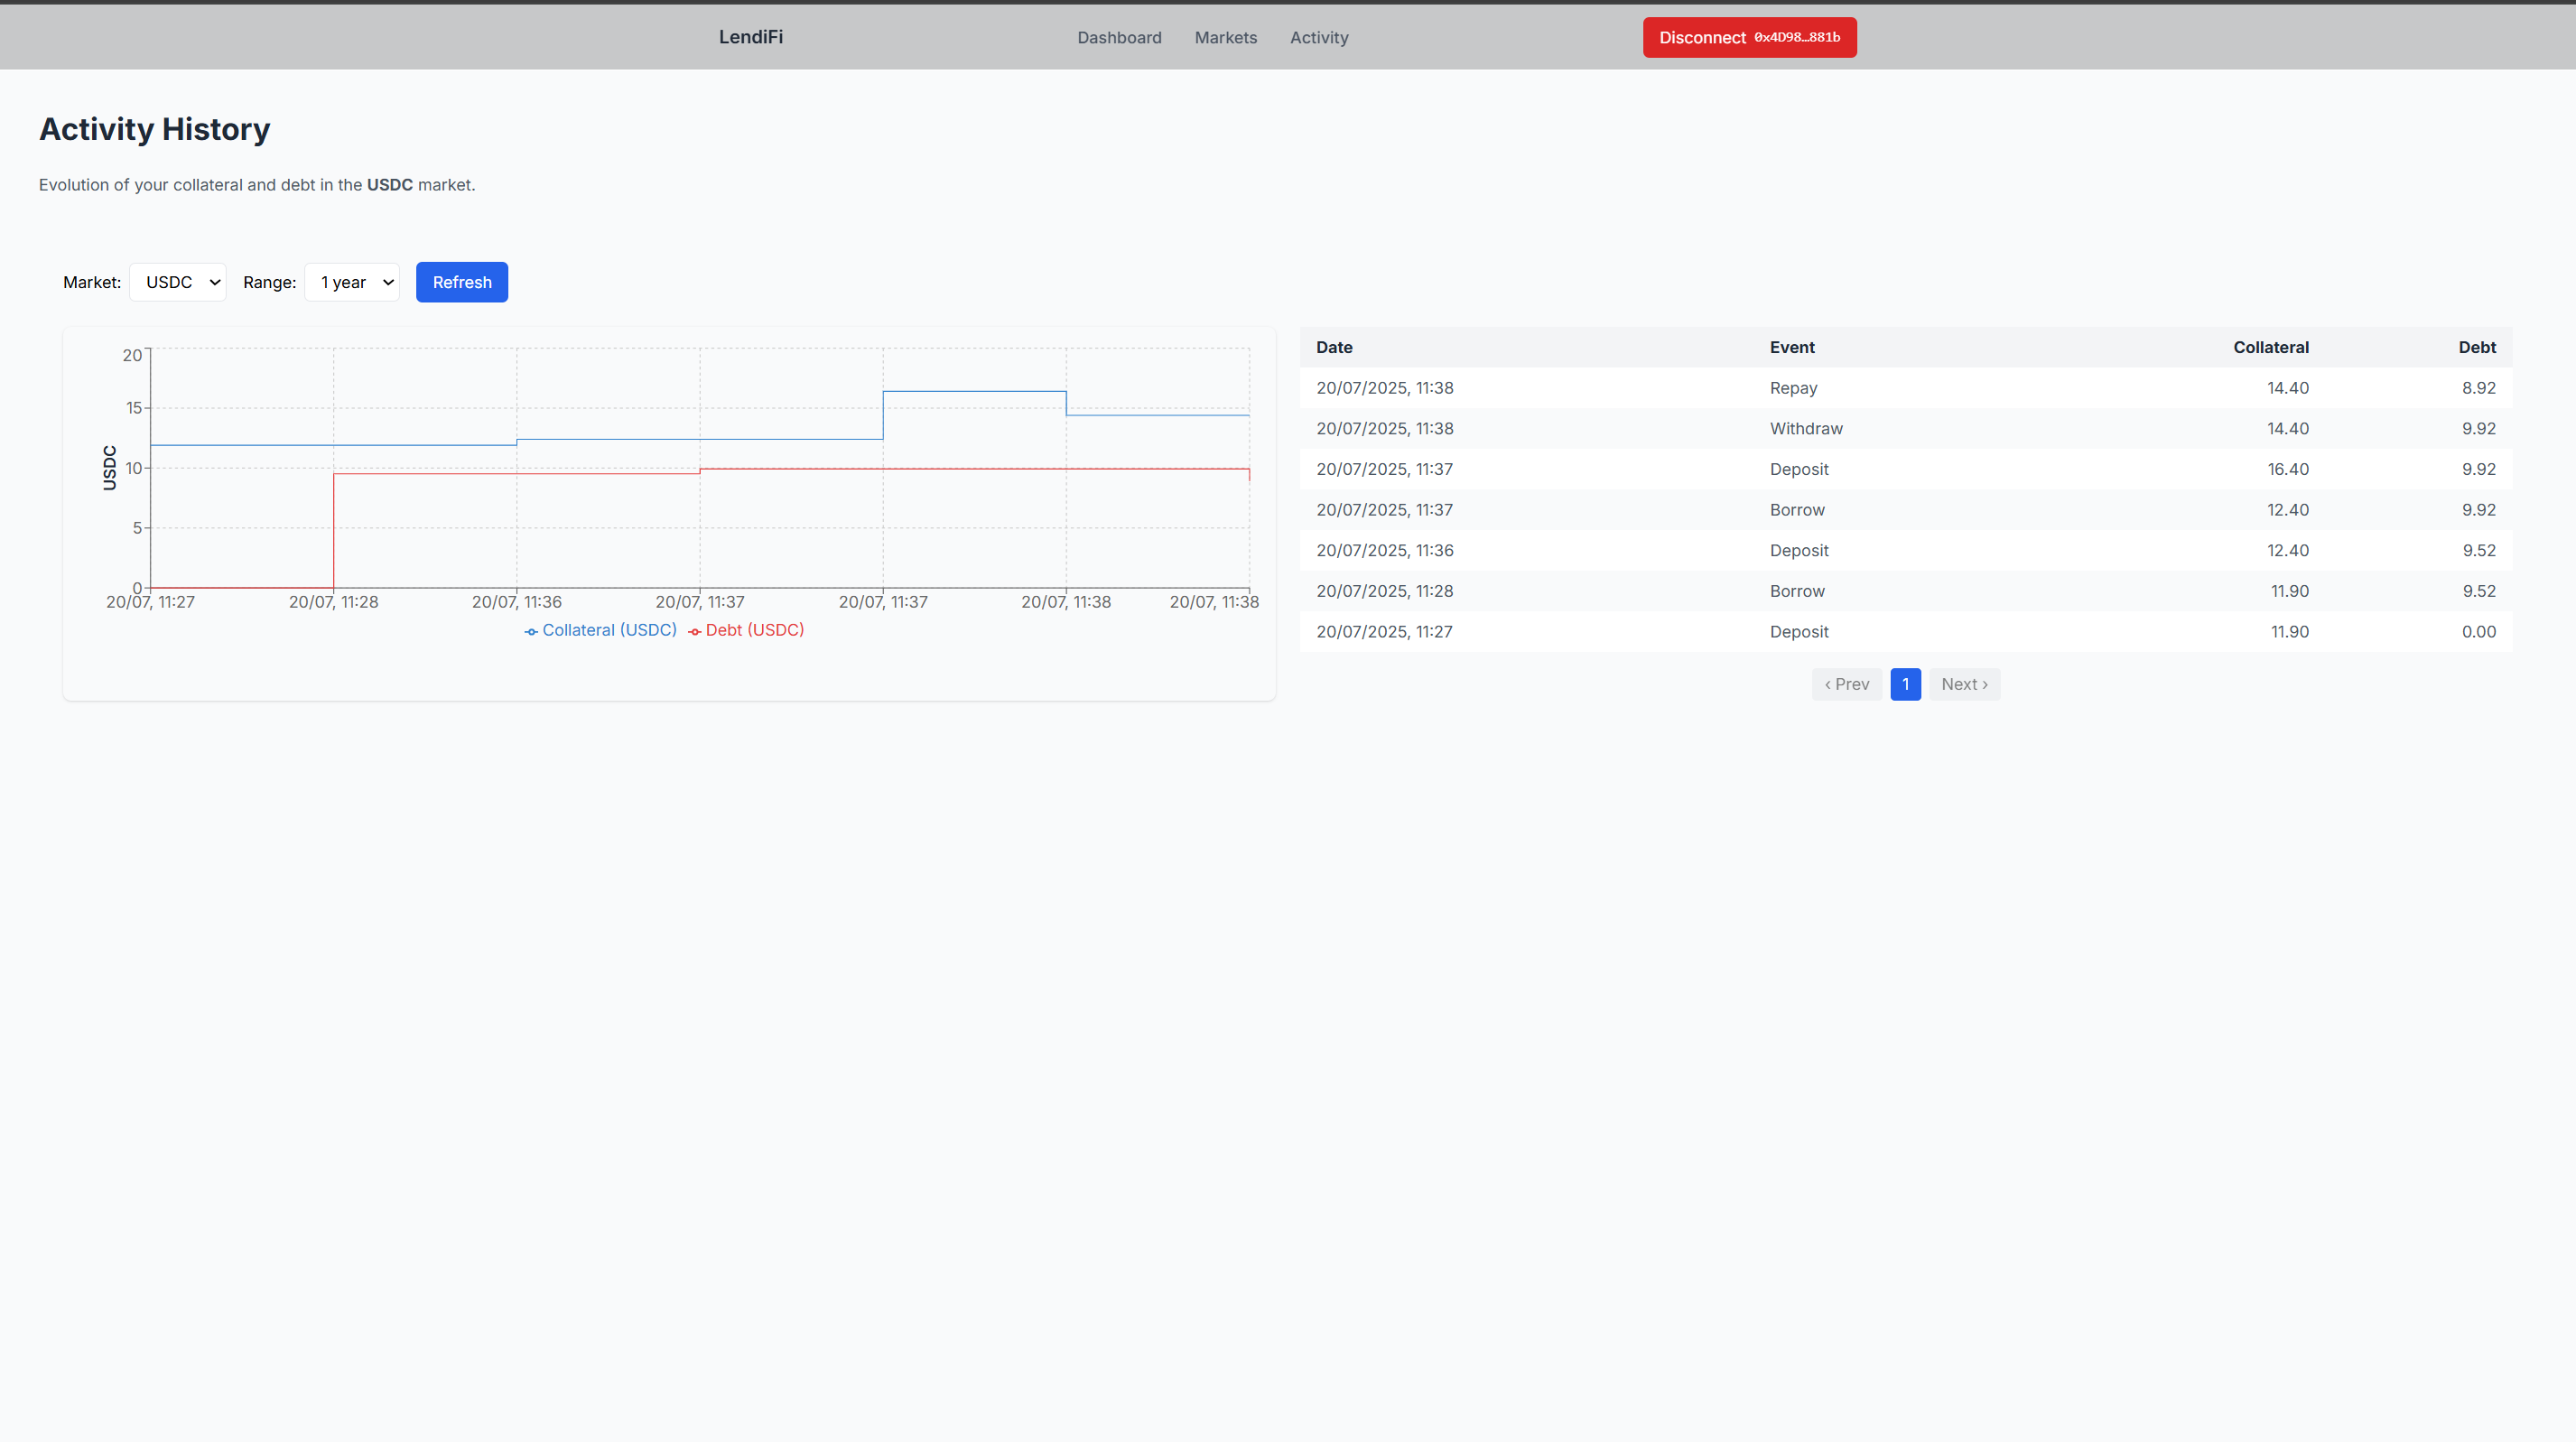 LendiFi
Dashboard Markets Activity
Disconnect 0x4D98…881b
Activity History
Evolution of your collateral and debt in the USDC market.
Market: USDC Range: 1 year Refresh
20
15
10
5
0
USDC
20/07, 11:27 20/07, 11:28 20/07, 11:36 20/07, 11:37 20/07, 11:37 20/07, 11:38 20/07, 11:38
Collateral (USDC) Debt (USDC)
Date Event Collateral Debt
20/07/2025, 11:38 Repay 14.40 8.92
20/07/2025, 11:38 Withdraw 14.40 9.92
20/07/2025, 11:37 Deposit 16.40 9.92
20/07/2025, 11:37 Borrow 12.40 9.92
20/07/2025, 11:36 Deposit 12.40 9.52
20/07/2025, 11:28 Borrow 11.90 9.52
20/07/2025, 11:27 Deposit 11.90 0.00
‹ Prev 1 Next ›